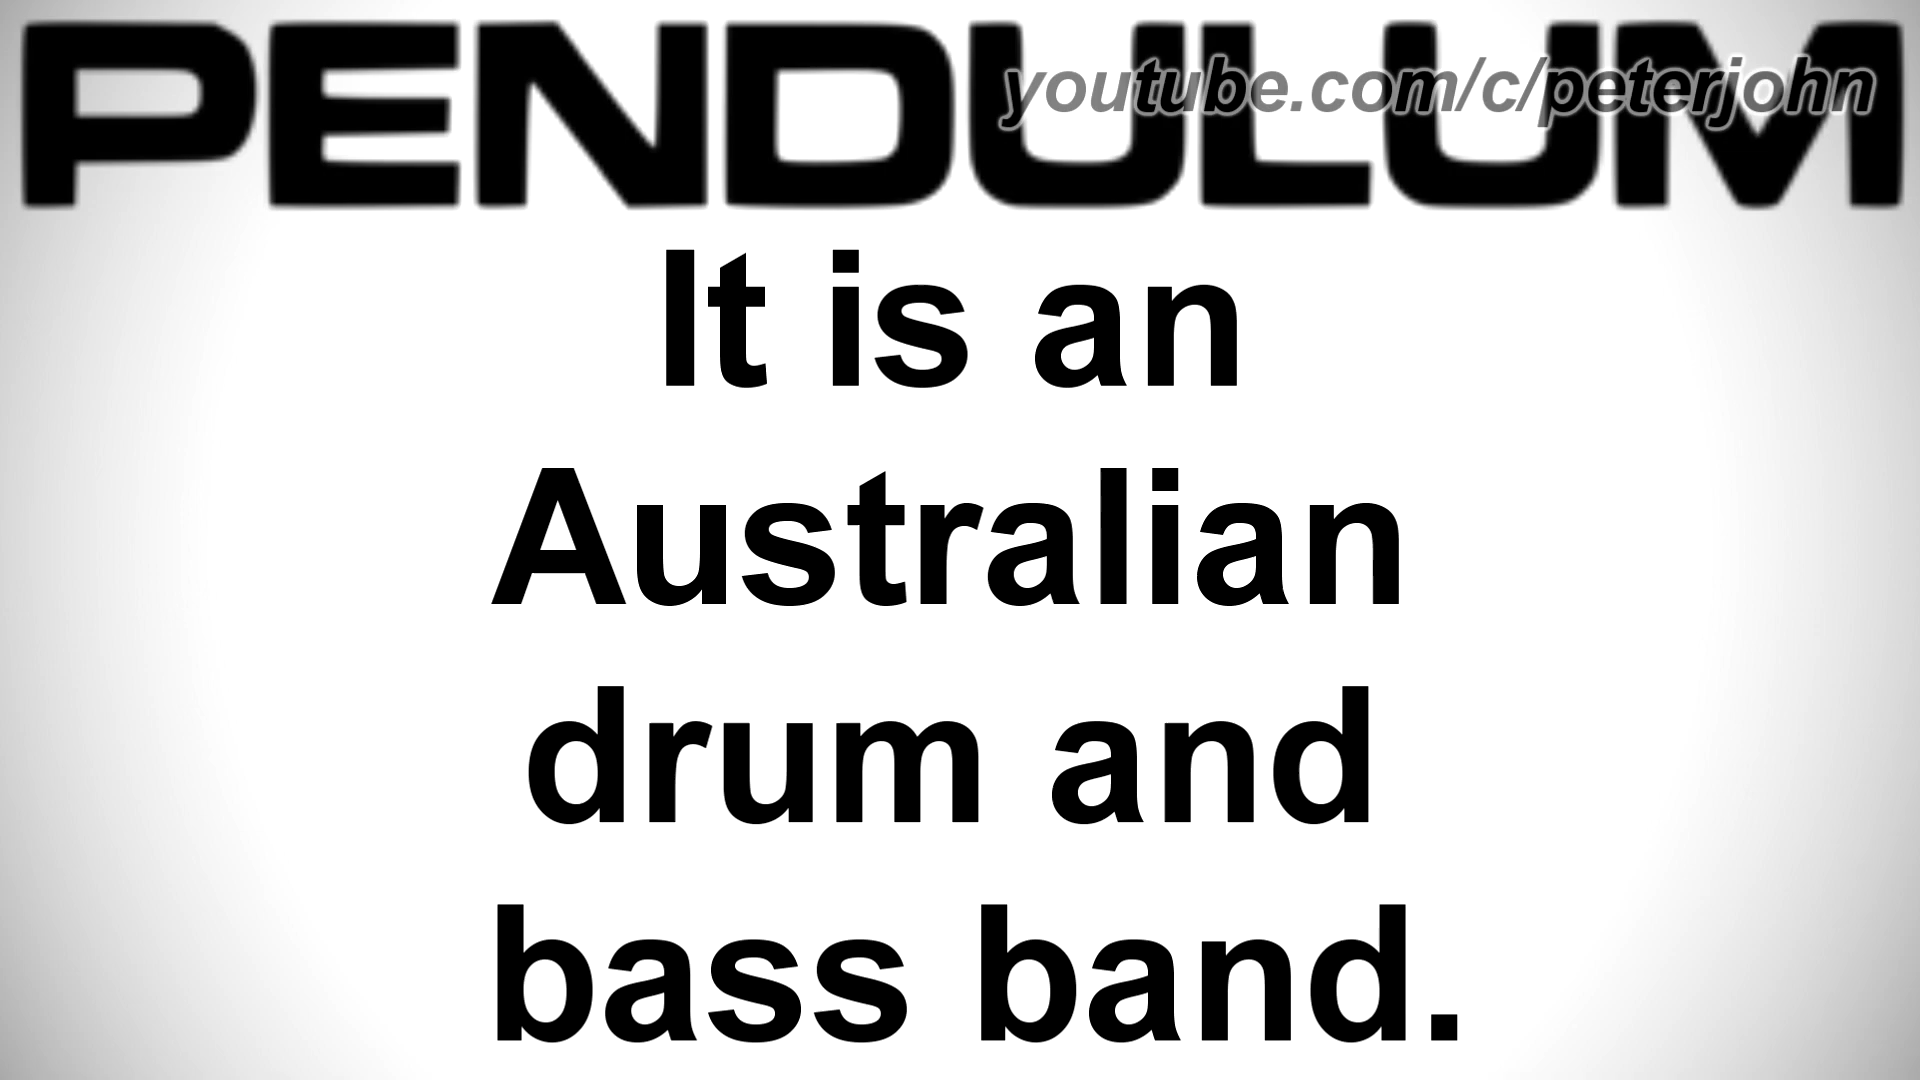 PENDULUM
youtube.com/c/peterjohn
It is an
Australian
drum and
bass band.